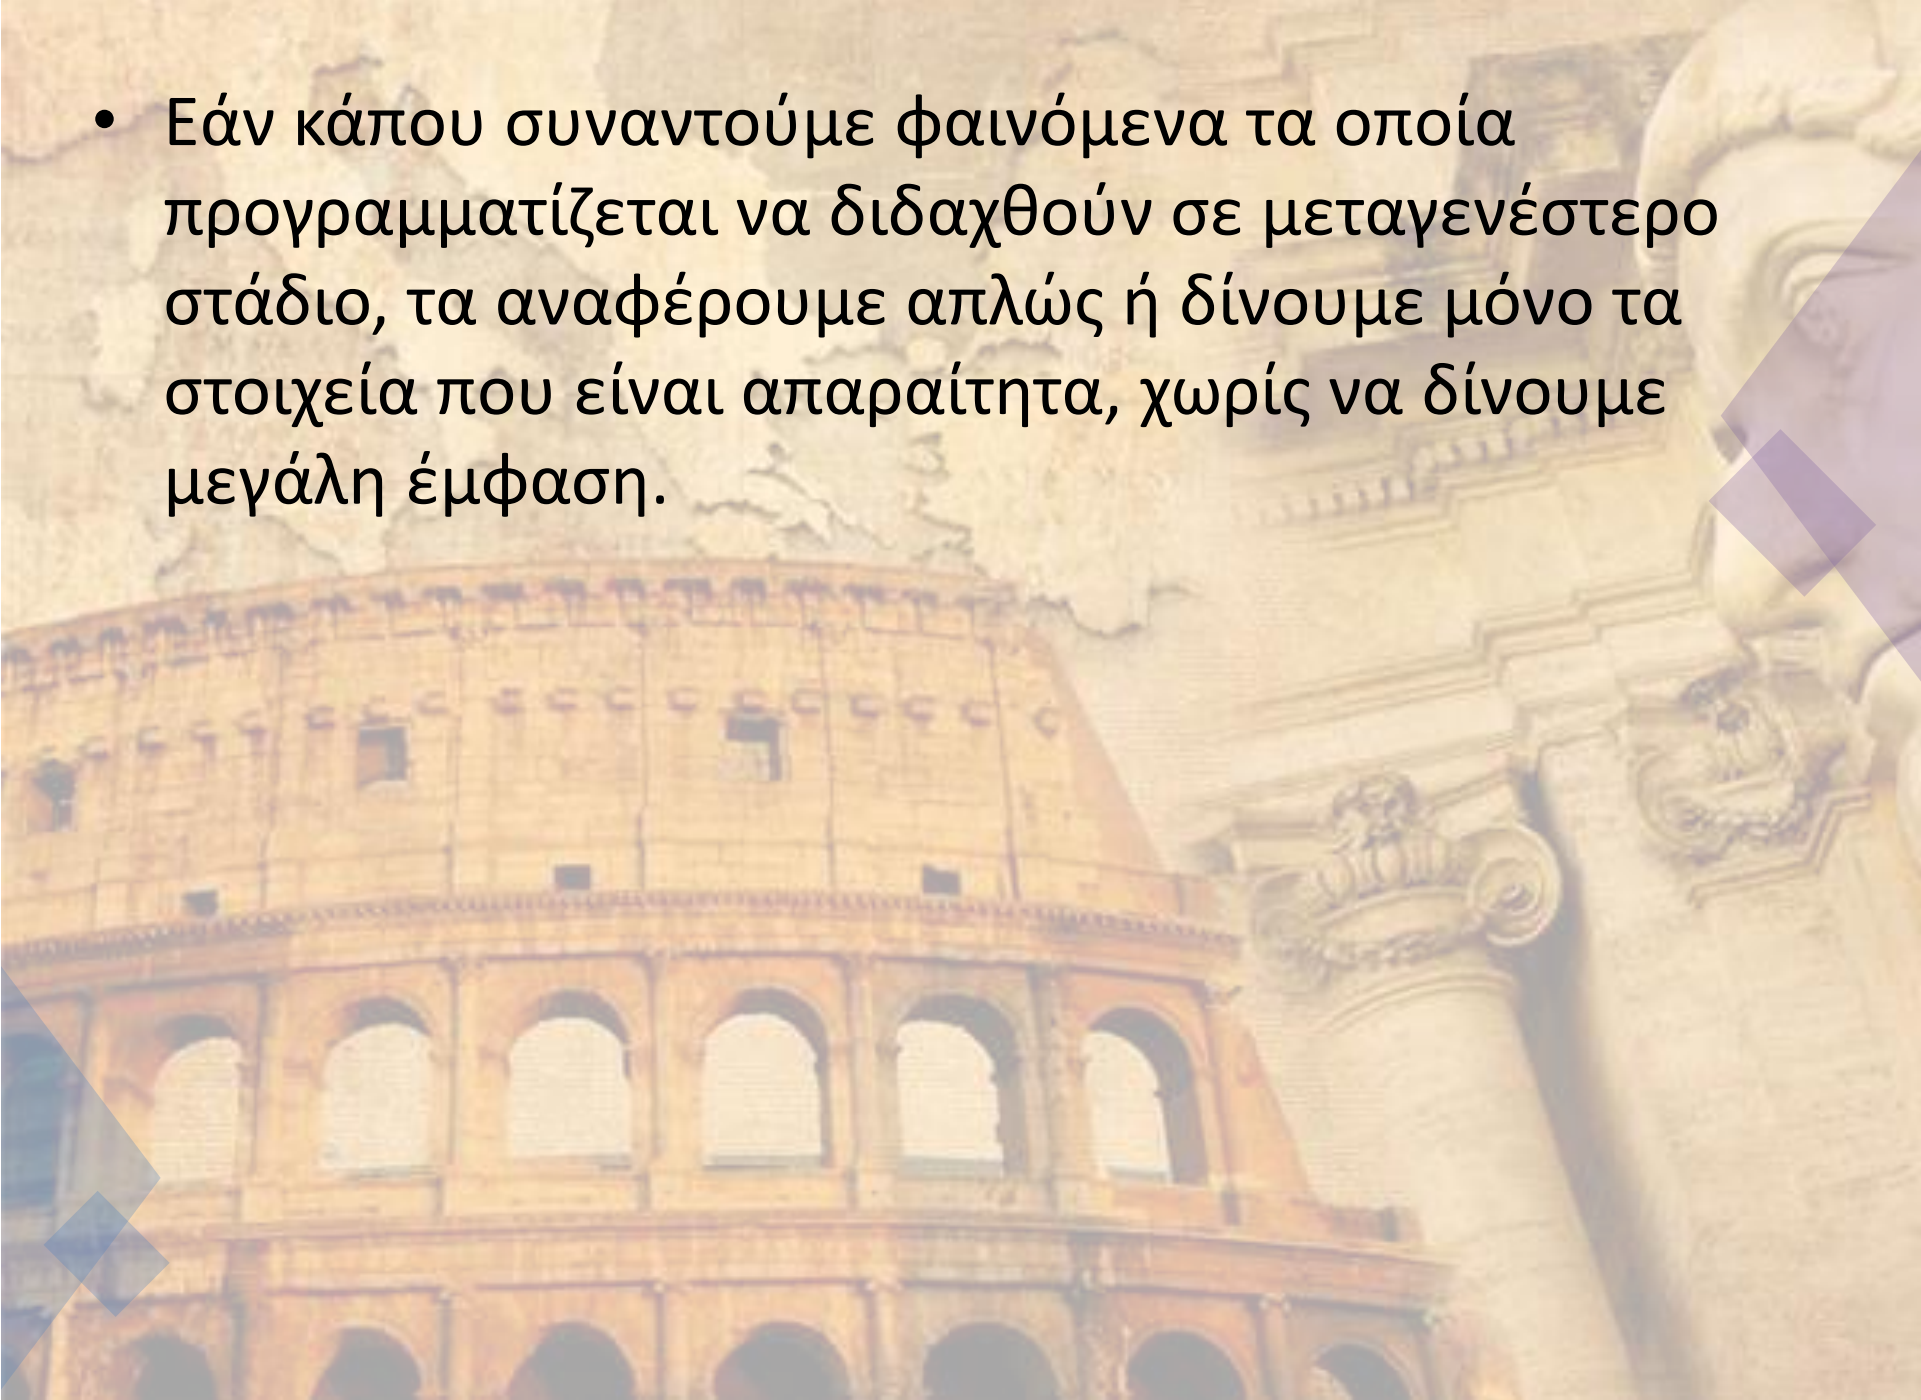 • Εάν κάπου συναντούμε φαινόμενα τα οποία
προγραμματίζεται να διδαχθούν σε μεταγενέστερο
στάδιο, τα αναφέρουμε απλώς ή δίνουμε μόνο τα
στοιχεία που είναι απαραίτητα, χωρίς να δίνουμε
μεγάλη έμφαση.